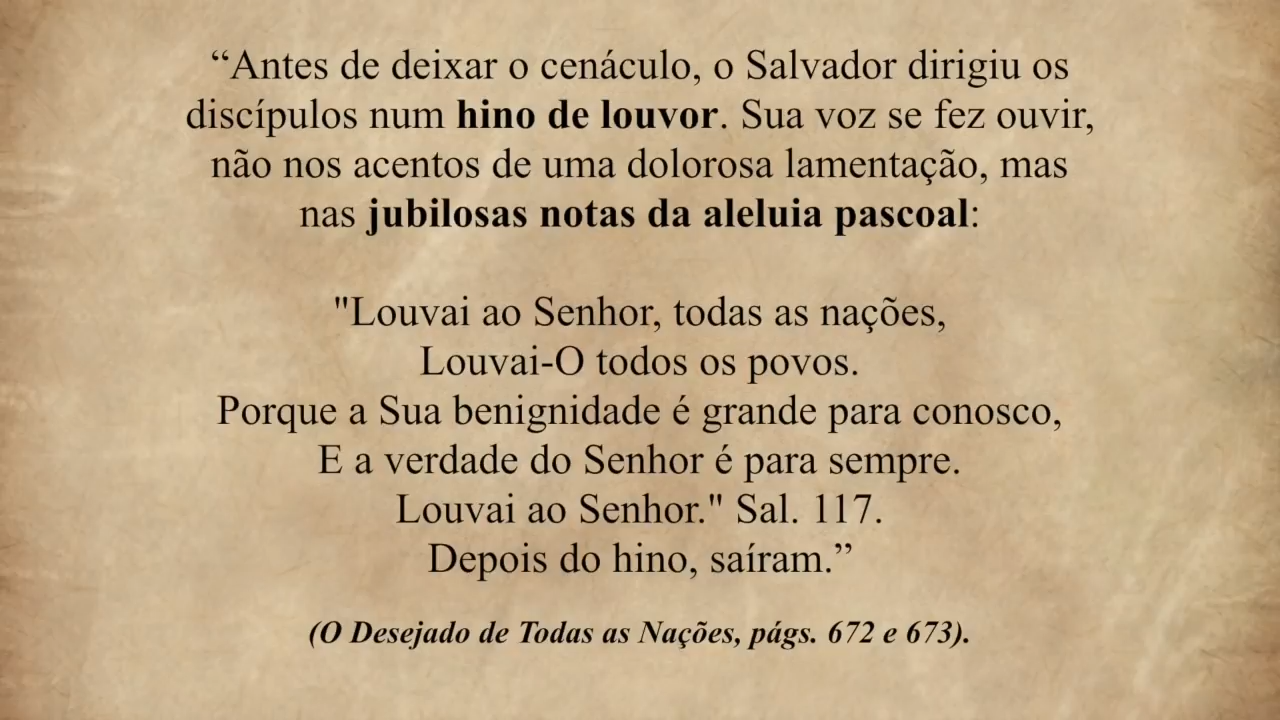 “Antes de deixar o cenáculo, o Salvador dirigiu os
discípulos num hino de louvor. Sua voz se fez ouvir,
não nos acentos de uma dolorosa lamentação, mas
nas jubilosas notas da aleluia pascoal:
"Louvai ao Senhor, todas as nações,
Louvai-O todos os povos.
Porque a Sua benignidade é grande para conosco,
E a verdade do Senhor é para sempre.
Louvai ao Senhor." Sal. 117.
Depois do hino, saíram.”
(O Desejado de Todas as Nações, págs. 672 e 673).